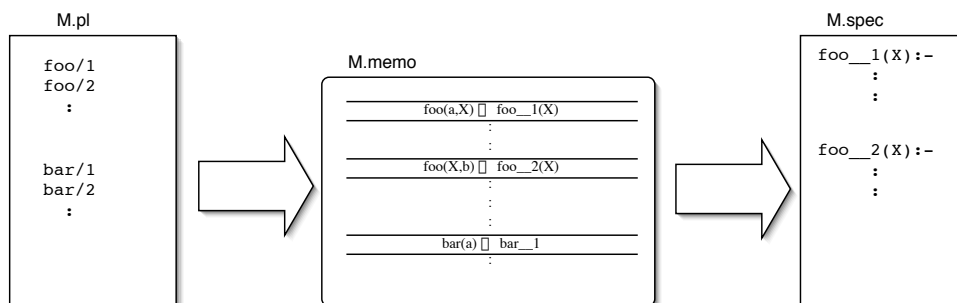 M.pl
foo/1
foo/2
:
bar/1
bar/2
:
M.memo
foo(a,X) ▯ foo__1(X)
:
foo(X,b) ▯ foo__2(X)
:
:
:
bar(a) ▯ bar__1
:
M.spec
foo__1(X):-
:
:
foo__2(X):-
:
: